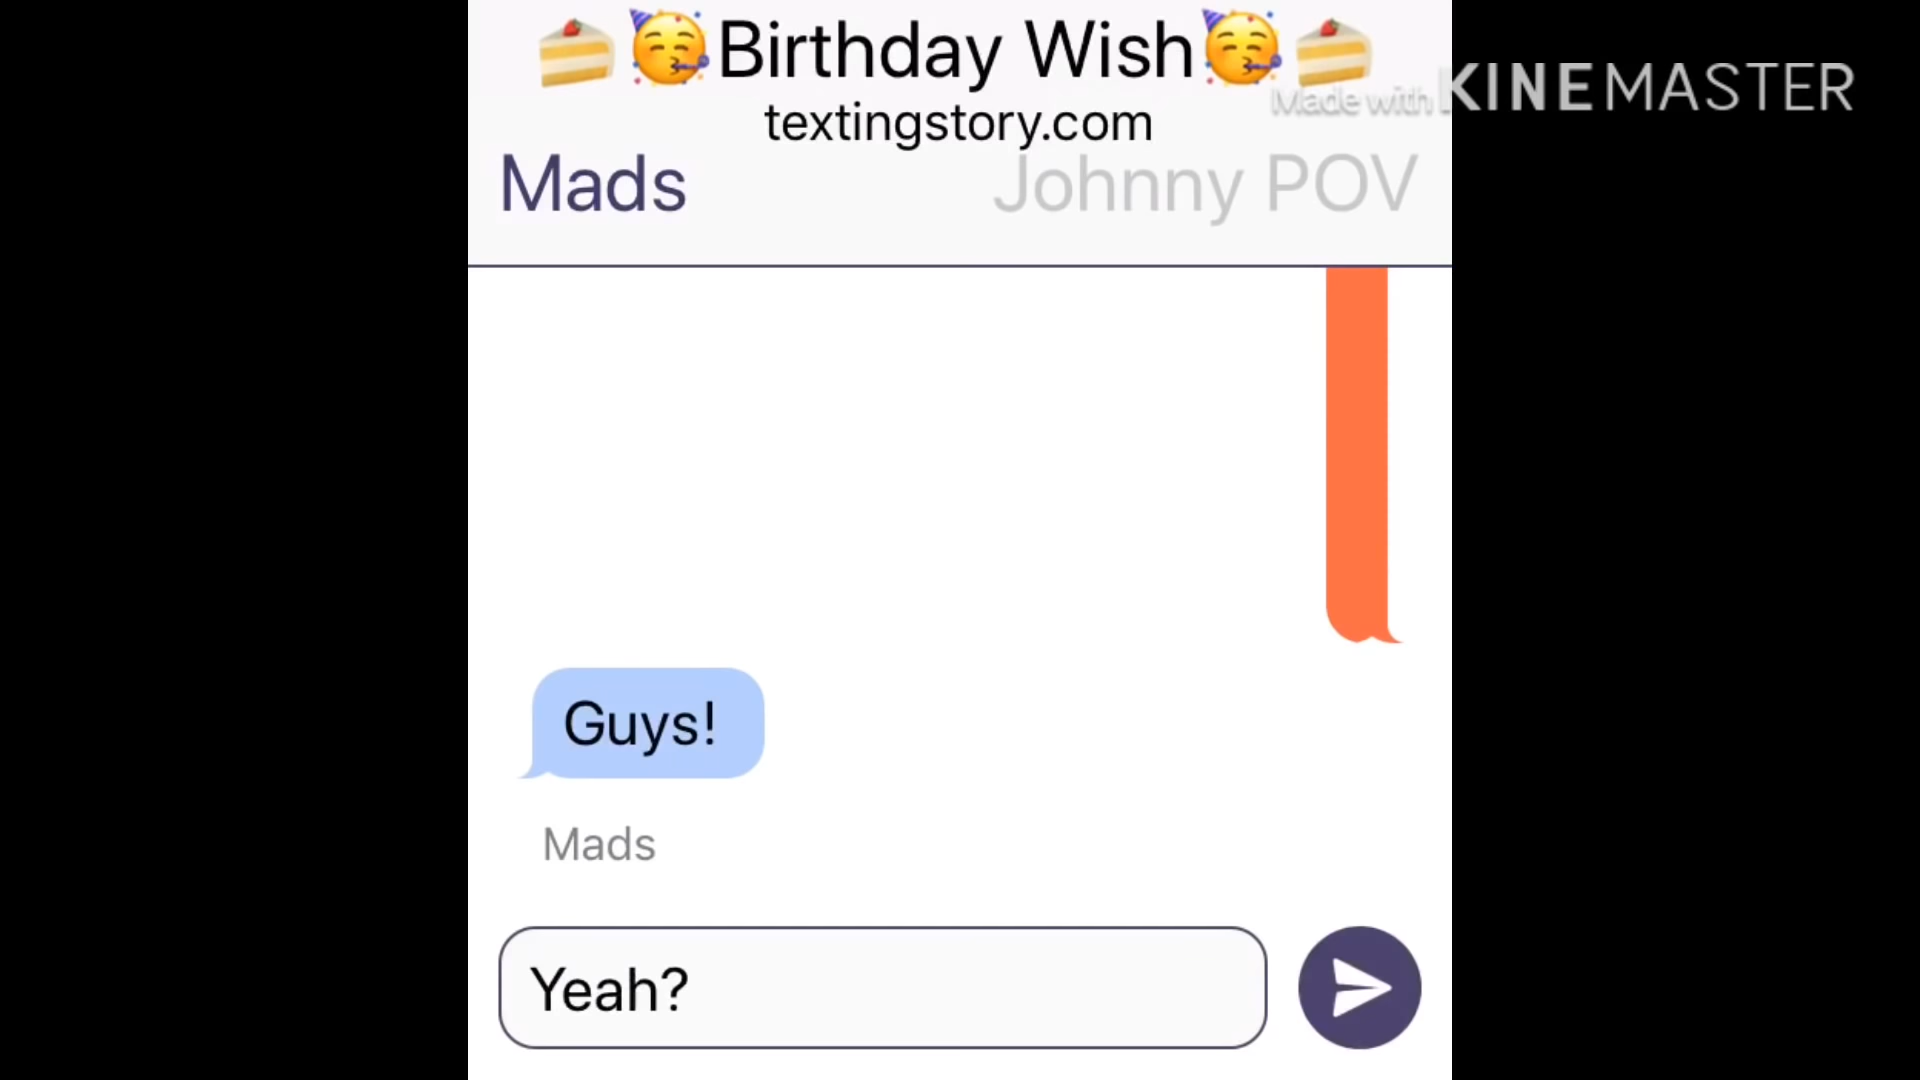 🍰🥳Birthday Wish🥳🍰
textingstory.com
Made with KINEMASTER
Mads
Johnny POV
Guys!
Mads
Yeah?